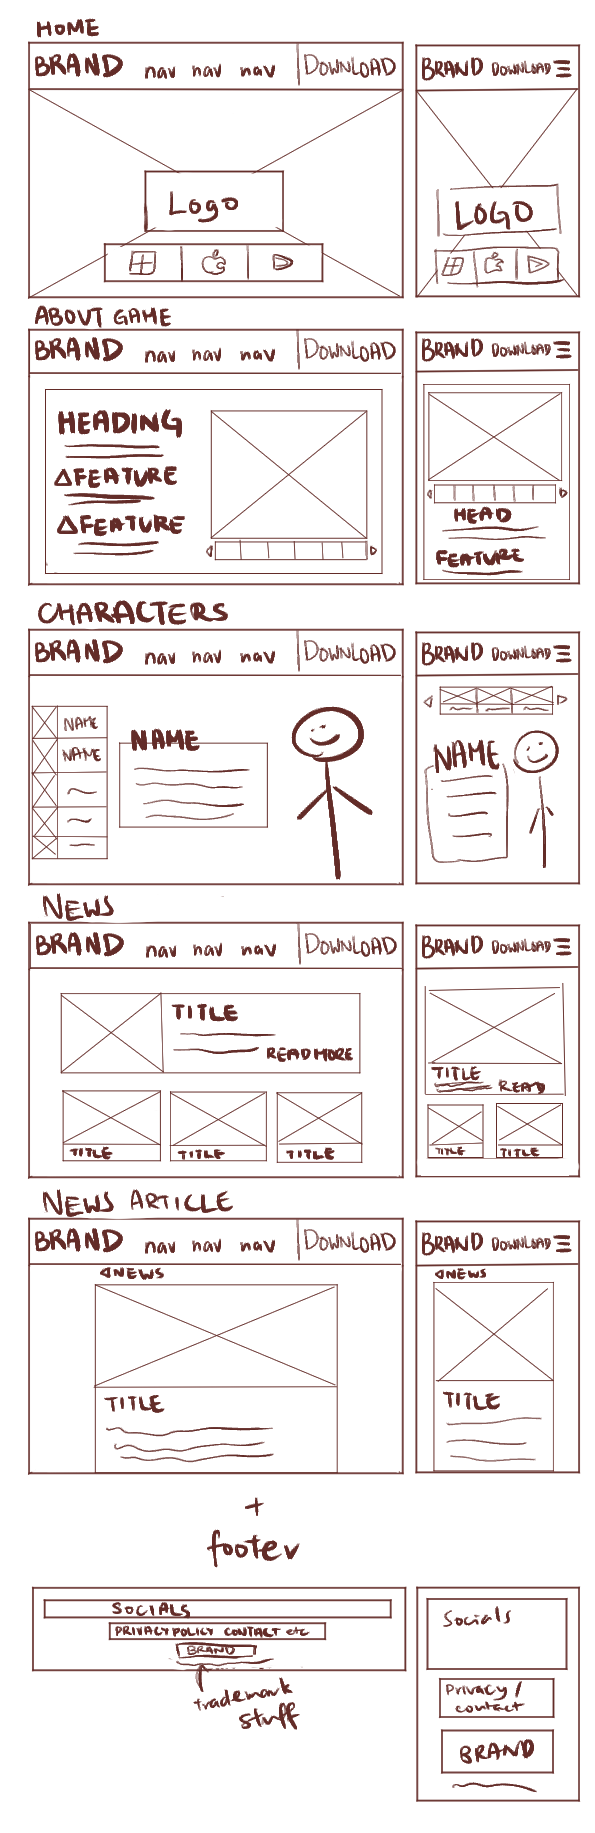 HOME
BRAND nav nav nav DOWNLOAD
BRAND DOWNLOAD
Logo
LOGO
ABOUT GAME
BRAND nav nav nav DOWNLOAD
BRAND DOWNLOAD
HEADING
FEATURE
FEATURE
HEAD
FEATURE
CHARACTERS
BRAND nav nav nav DOWNLOAD
BRAND DOWNLOAD
NAME
NAME
NAME
NAME
NEWS
BRAND nav nav nav DOWNLOAD
BRAND DOWNLOAD
TITLE
READ MORE
TITLE TITLE TITLE
TITLE
READ
TITLE TITLE
NEWS ARTICLE
BRAND nav nav nav DOWNLOAD
BRAND DOWNLOAD
NEWS
TITLE
NEWS
TITLE
+
footer
SOCIALS
PRIVACY POLICY CONTACT etc
BRAND
trademark
stuff
Socials
Privacy /
contact
BRAND